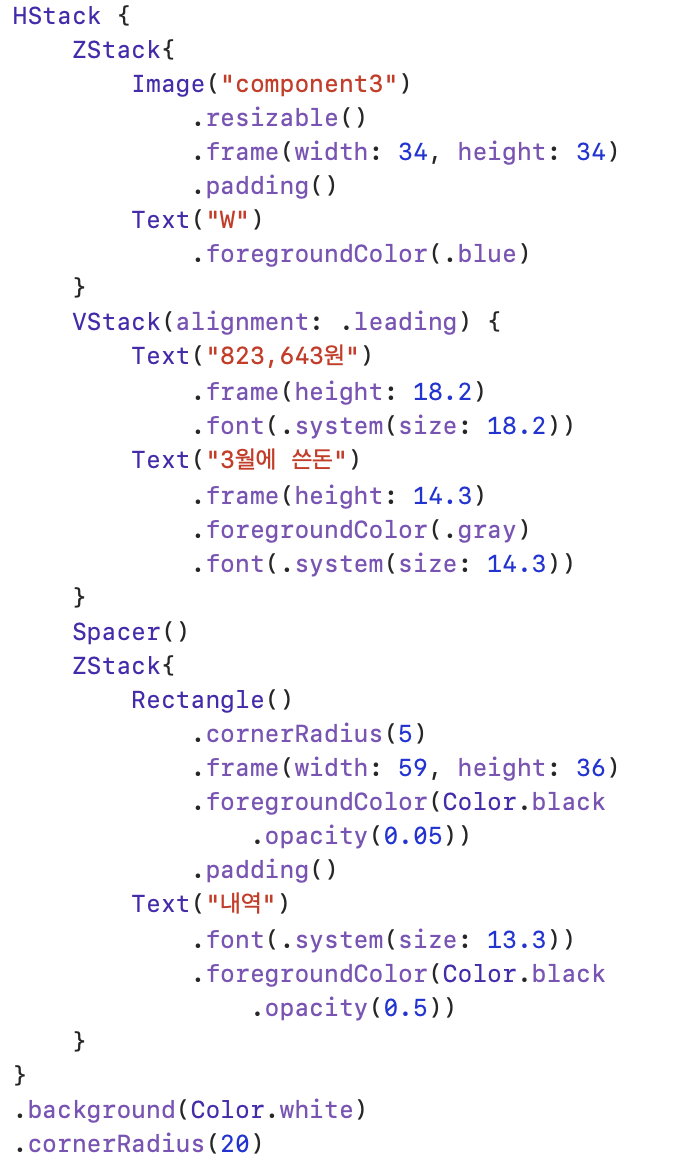 HStack {
    ZStack{
        Image("component3")
            .resizable()
            .frame(width: 34, height: 34)
            .padding()
        Text("W")
            .foregroundColor(.blue)
    }
    VStack(alignment: .leading) {
        Text("823,643원")
            .frame(height: 18.2)
            .font(.system(size: 18.2))
        Text("3월에 쓴돈")
            .frame(height: 14.3)
            .foregroundColor(.gray)
            .font(.system(size: 14.3))
    }
    Spacer()
    ZStack{
        Rectangle()
            .cornerRadius(5)
            .frame(width: 59, height: 36)
            .foregroundColor(Color.black
                .opacity(0.05))
            .padding()
        Text("내역")
            .font(.system(size: 13.3))
            .foregroundColor(Color.black
                .opacity(0.5))
    }
}
.background(Color.white)
.cornerRadius(20)